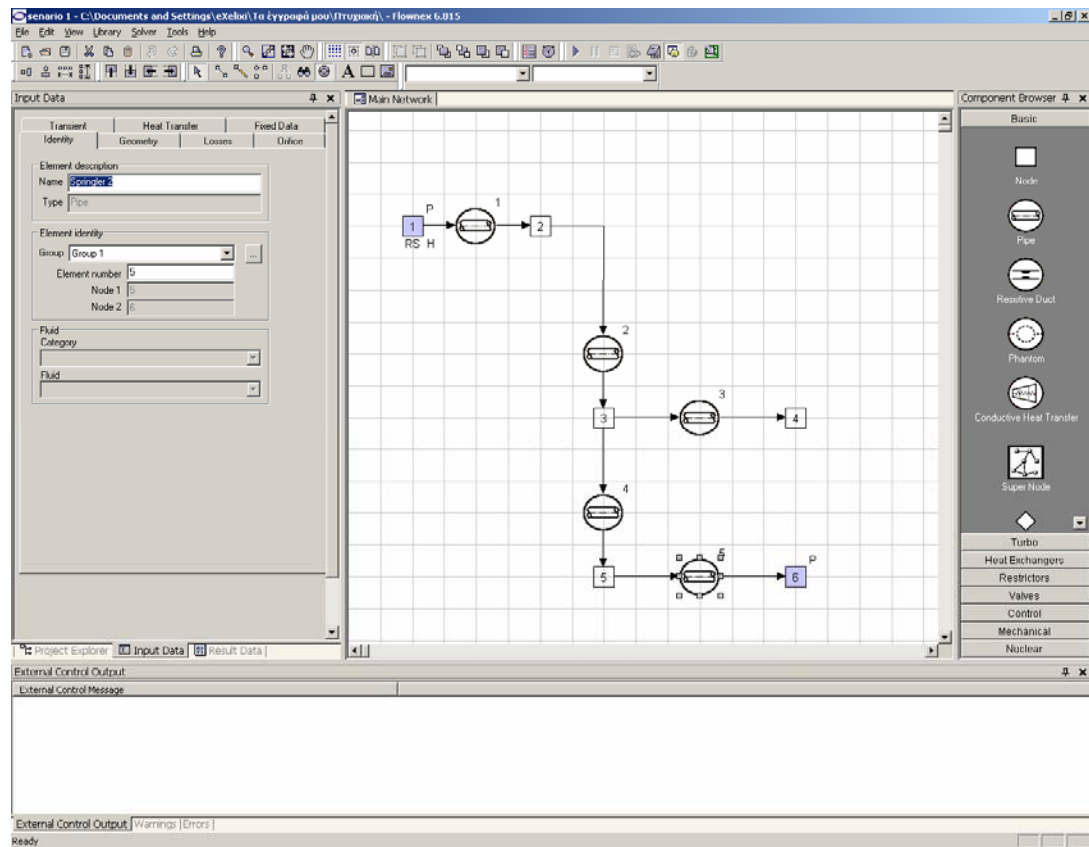 senario 1 - C:\Documents and Settings\eXelixi\Τα έγγραφά μου\Πτυχιακή\ - Flownex 6.815
File Edit View Library Solver Tools Help
A
Input Data
Main Network
Component Browser
Transient Heat Transfer Fixed Data
Identity Geometry Losses Orifice
Element description
Name Springler 2
Type Pipe
Element identity
Group Group 1 ...
Element number 5
Node 1 5
Node 2 6
Fluid
Category
Fluid
P 1
1 2
RS H
2
3
3 4
4
5 P
5 6
Basic
Node
Pipe
Resistive Duct
Phantom
Conductive Heat Transfer
Super Node
Turbo
Heat Exchangers
Restrictors
Valves
Control
Mechanical
Nuclear
Project Explorer Input Data Result Data
External Control Output
External Control Message
External Control Output Warnings Errors
Ready